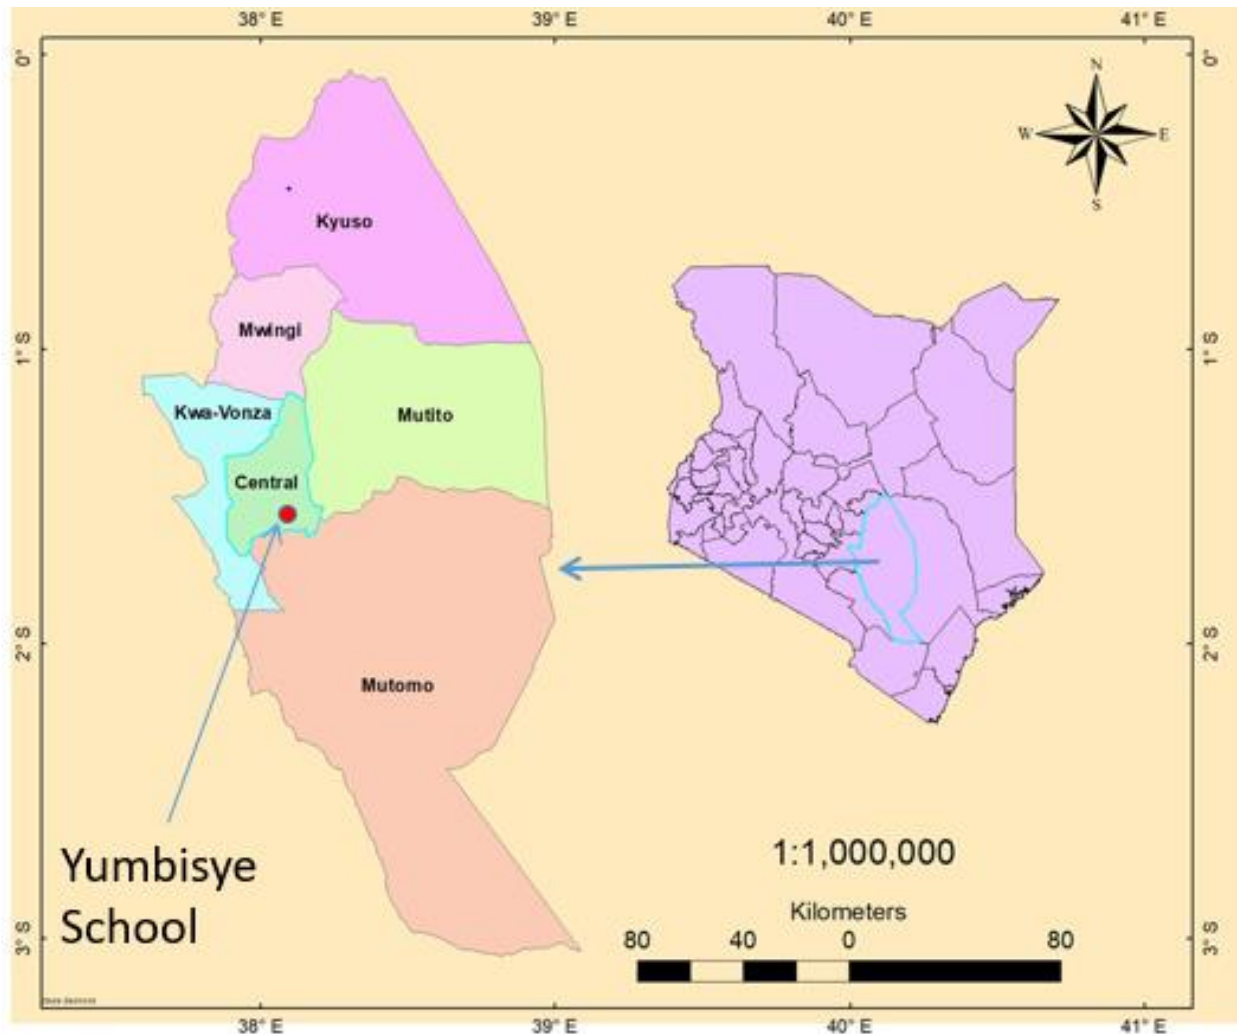 38° E 39° E 40° E 41° E
0° 0°
N
W E
S
Kyuso
Mwingi
1° S 1° S
Kwa-Vonza Mutito
Central
2° S 2° S
Mutomo
Yumbisye
School
1:1,000,000
Kilometers
80 40 0 80
3° S 3° S
38° E 39° E 40° E 41° E